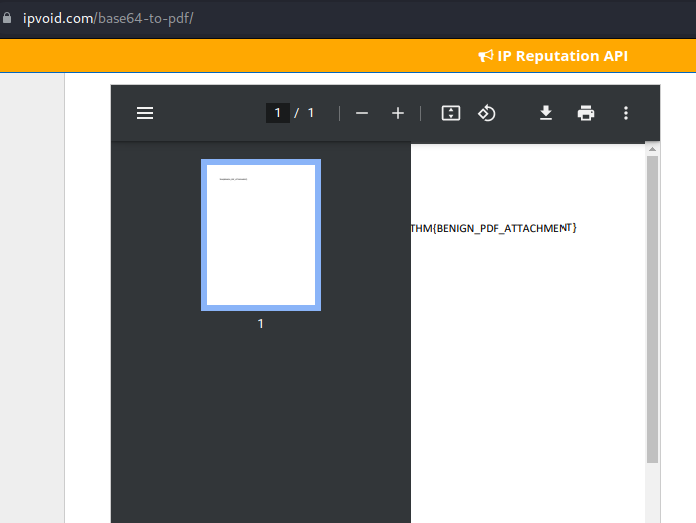 ipvoid.com/base64-to-pdf/
IP Reputation API
1 / 1
THM{BENIGN_PDF_ATTACHMENT}
1